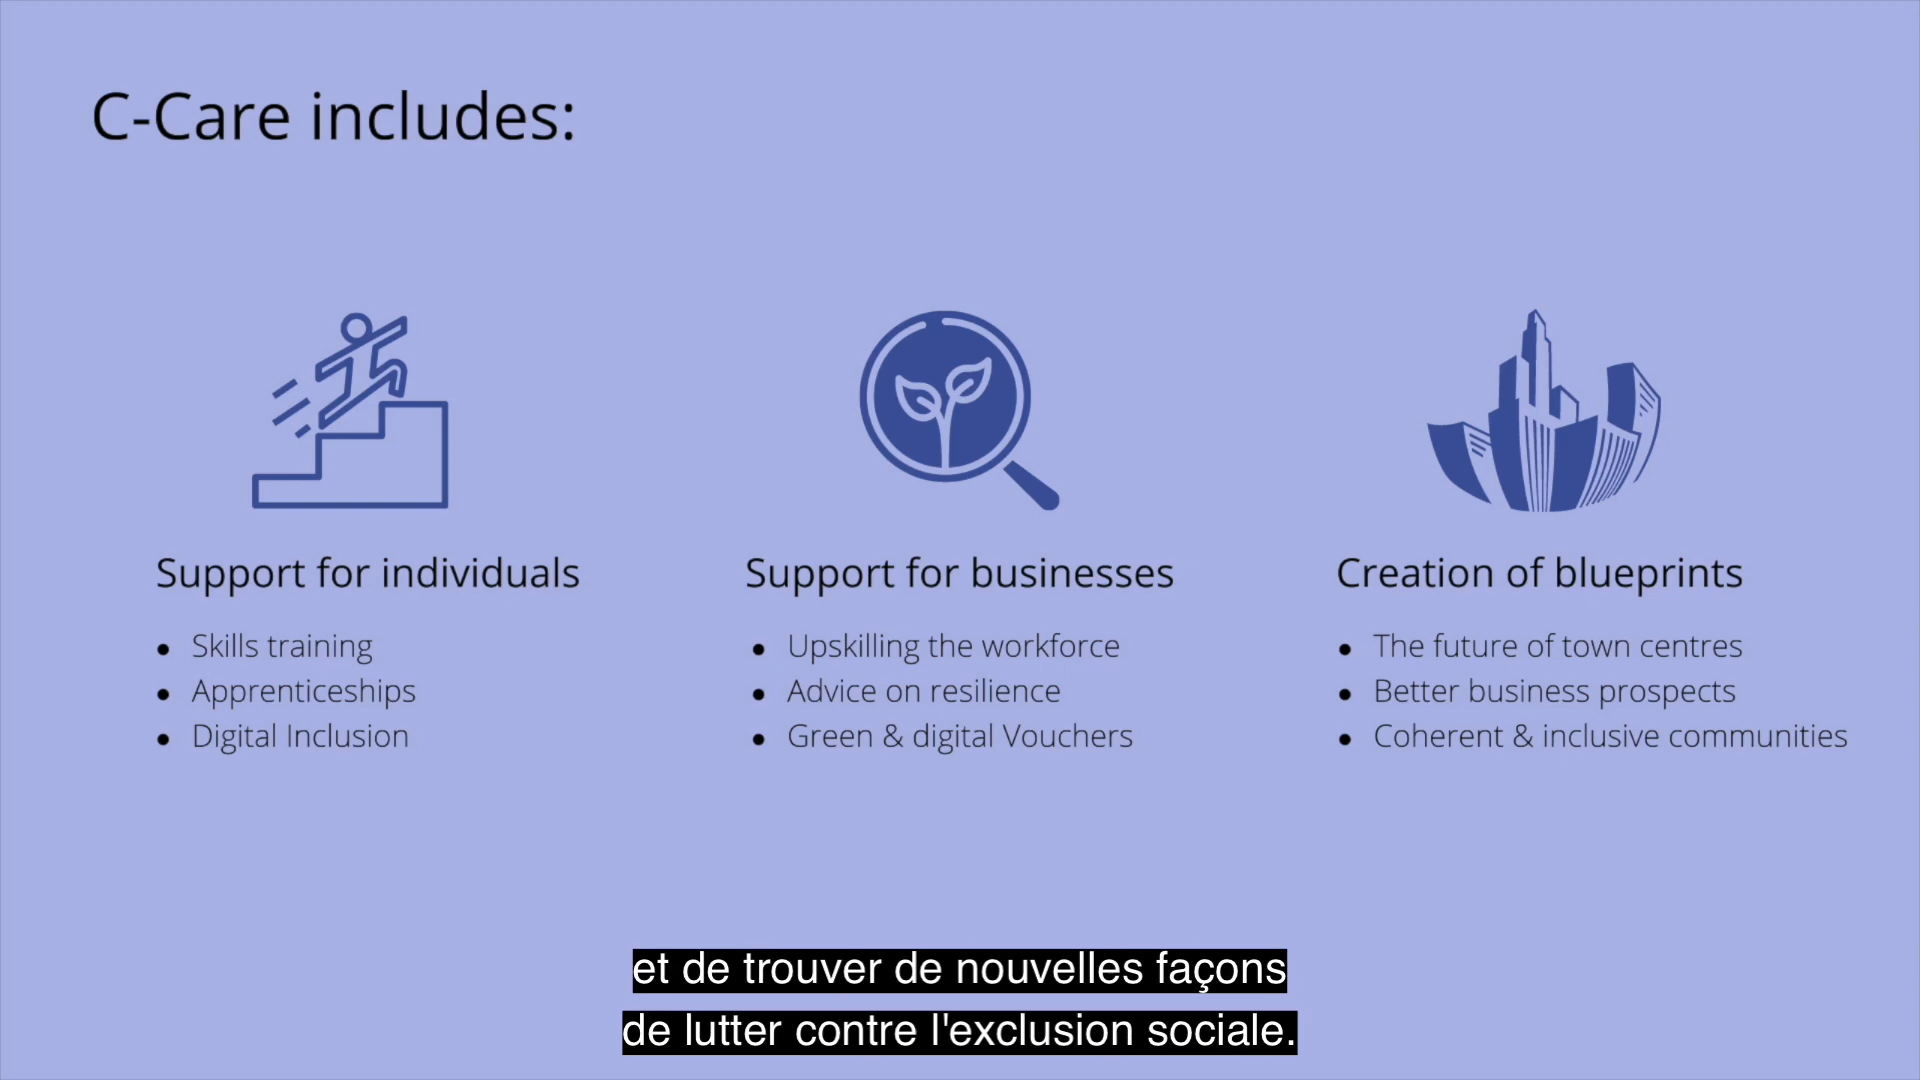 C-Care includes:
Support for individuals
• Skills training
• Apprenticeships
• Digital Inclusion
Support for businesses
• Upskilling the workforce
• Advice on resilience
• Green & digital Vouchers
Creation of blueprints
• The future of town centres
• Better business prospects
• Coherent & inclusive communities
et de trouver de nouvelles façons
de lutter contre l'exclusion sociale.